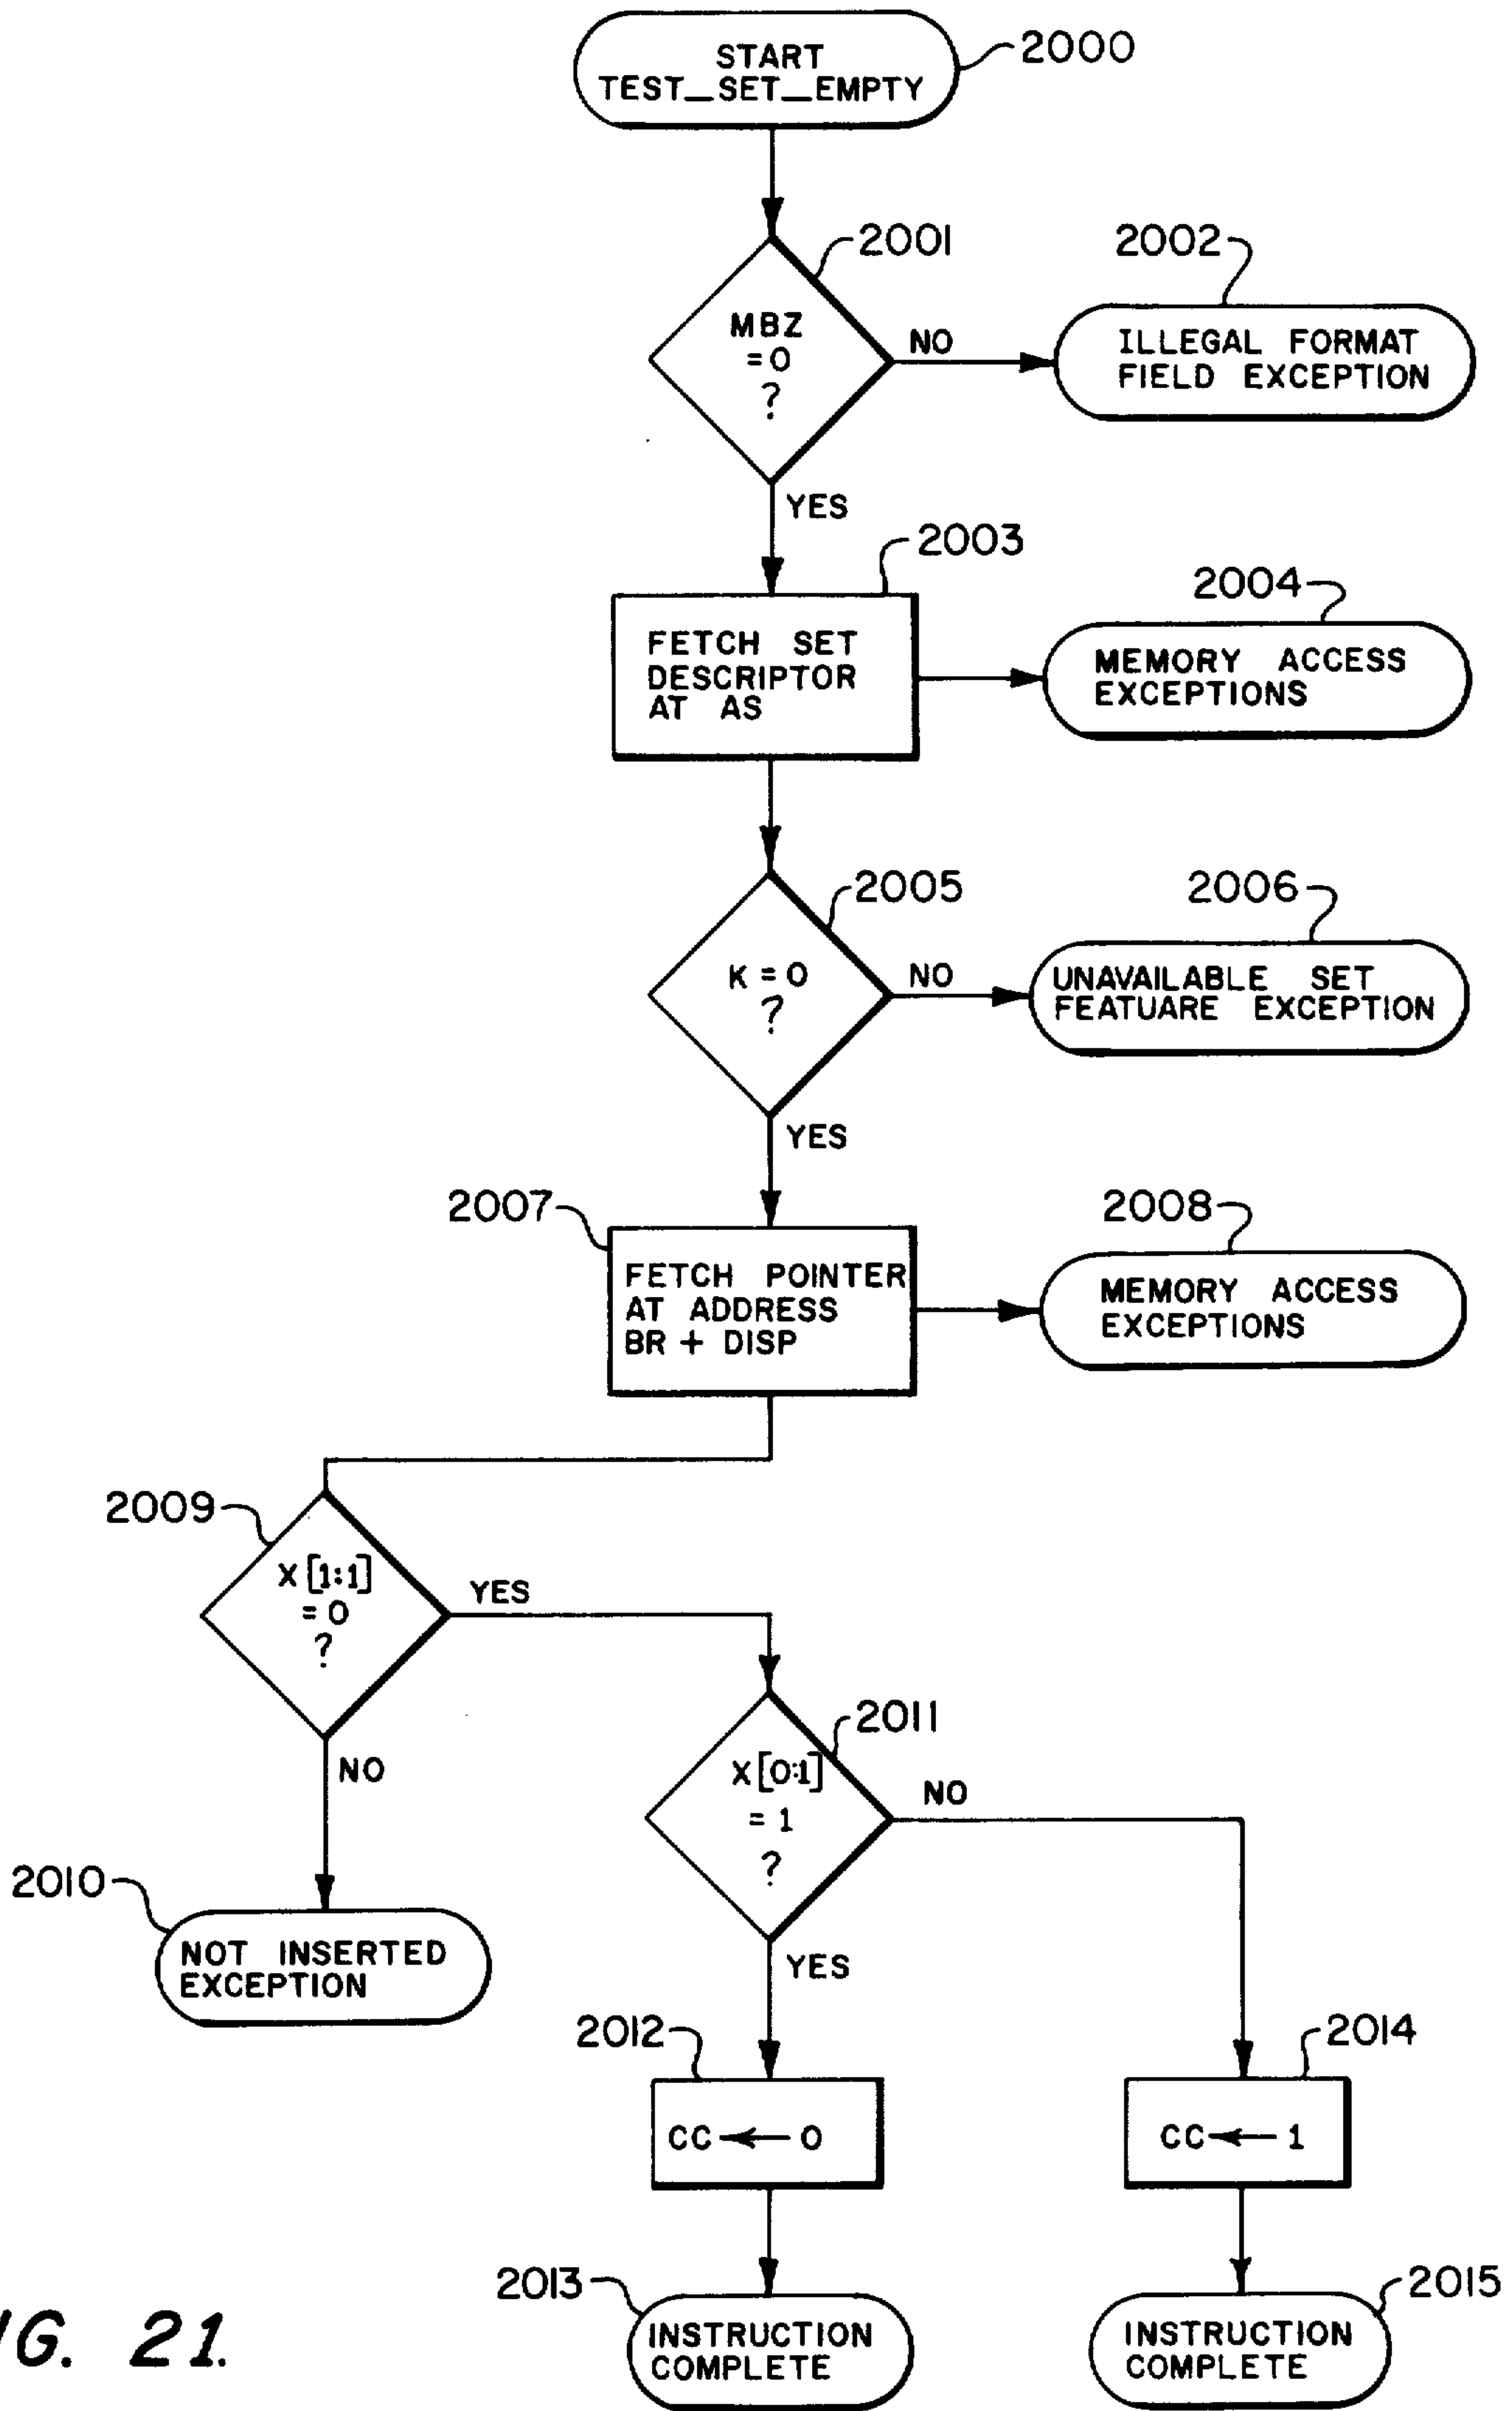 START
TEST_SET_EMPTY
2000
2001
MBZ
=0
?
NO
2002
ILLEGAL FORMAT
FIELD EXCEPTION
YES
2003
FETCH SET
DESCRIPTOR
AT AS
2004
MEMORY ACCESS
EXCEPTIONS
2005
K = 0
?
NO
2006
UNAVAILABLE SET
FEATUARE EXCEPTION
YES
2007
FETCH POINTER
AT ADDRESS
BR + DISP
2008
MEMORY ACCESS
EXCEPTIONS
2009
X [1:1]
= 0
?
YES
NO
2010
NOT INSERTED
EXCEPTION
2011
X[0:1]
= 1
?
NO
YES
2012
CC ← 0
2014
CC ← 1
2013
INSTRUCTION
COMPLETE
2015
INSTRUCTION
COMPLETE
IG. 21.